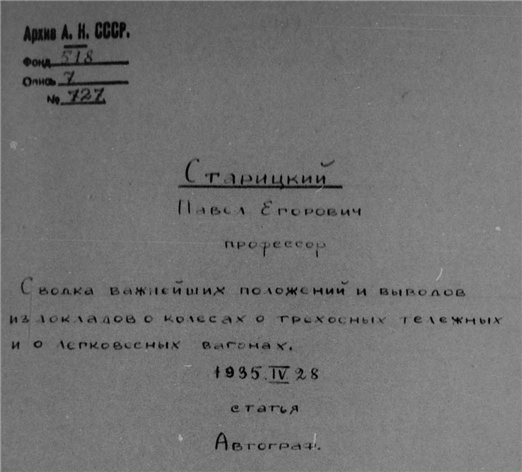 Архив А. Н. СССР.
Фонд 518
Опись 7
№ 727
Старицкий
Павел Егорович
профессор
Сводка важнейших положений и выводов
из докладов о колесах о трехосных тележных
и о легковесных вагонах.
1935.IV 28
статья
Автограф.